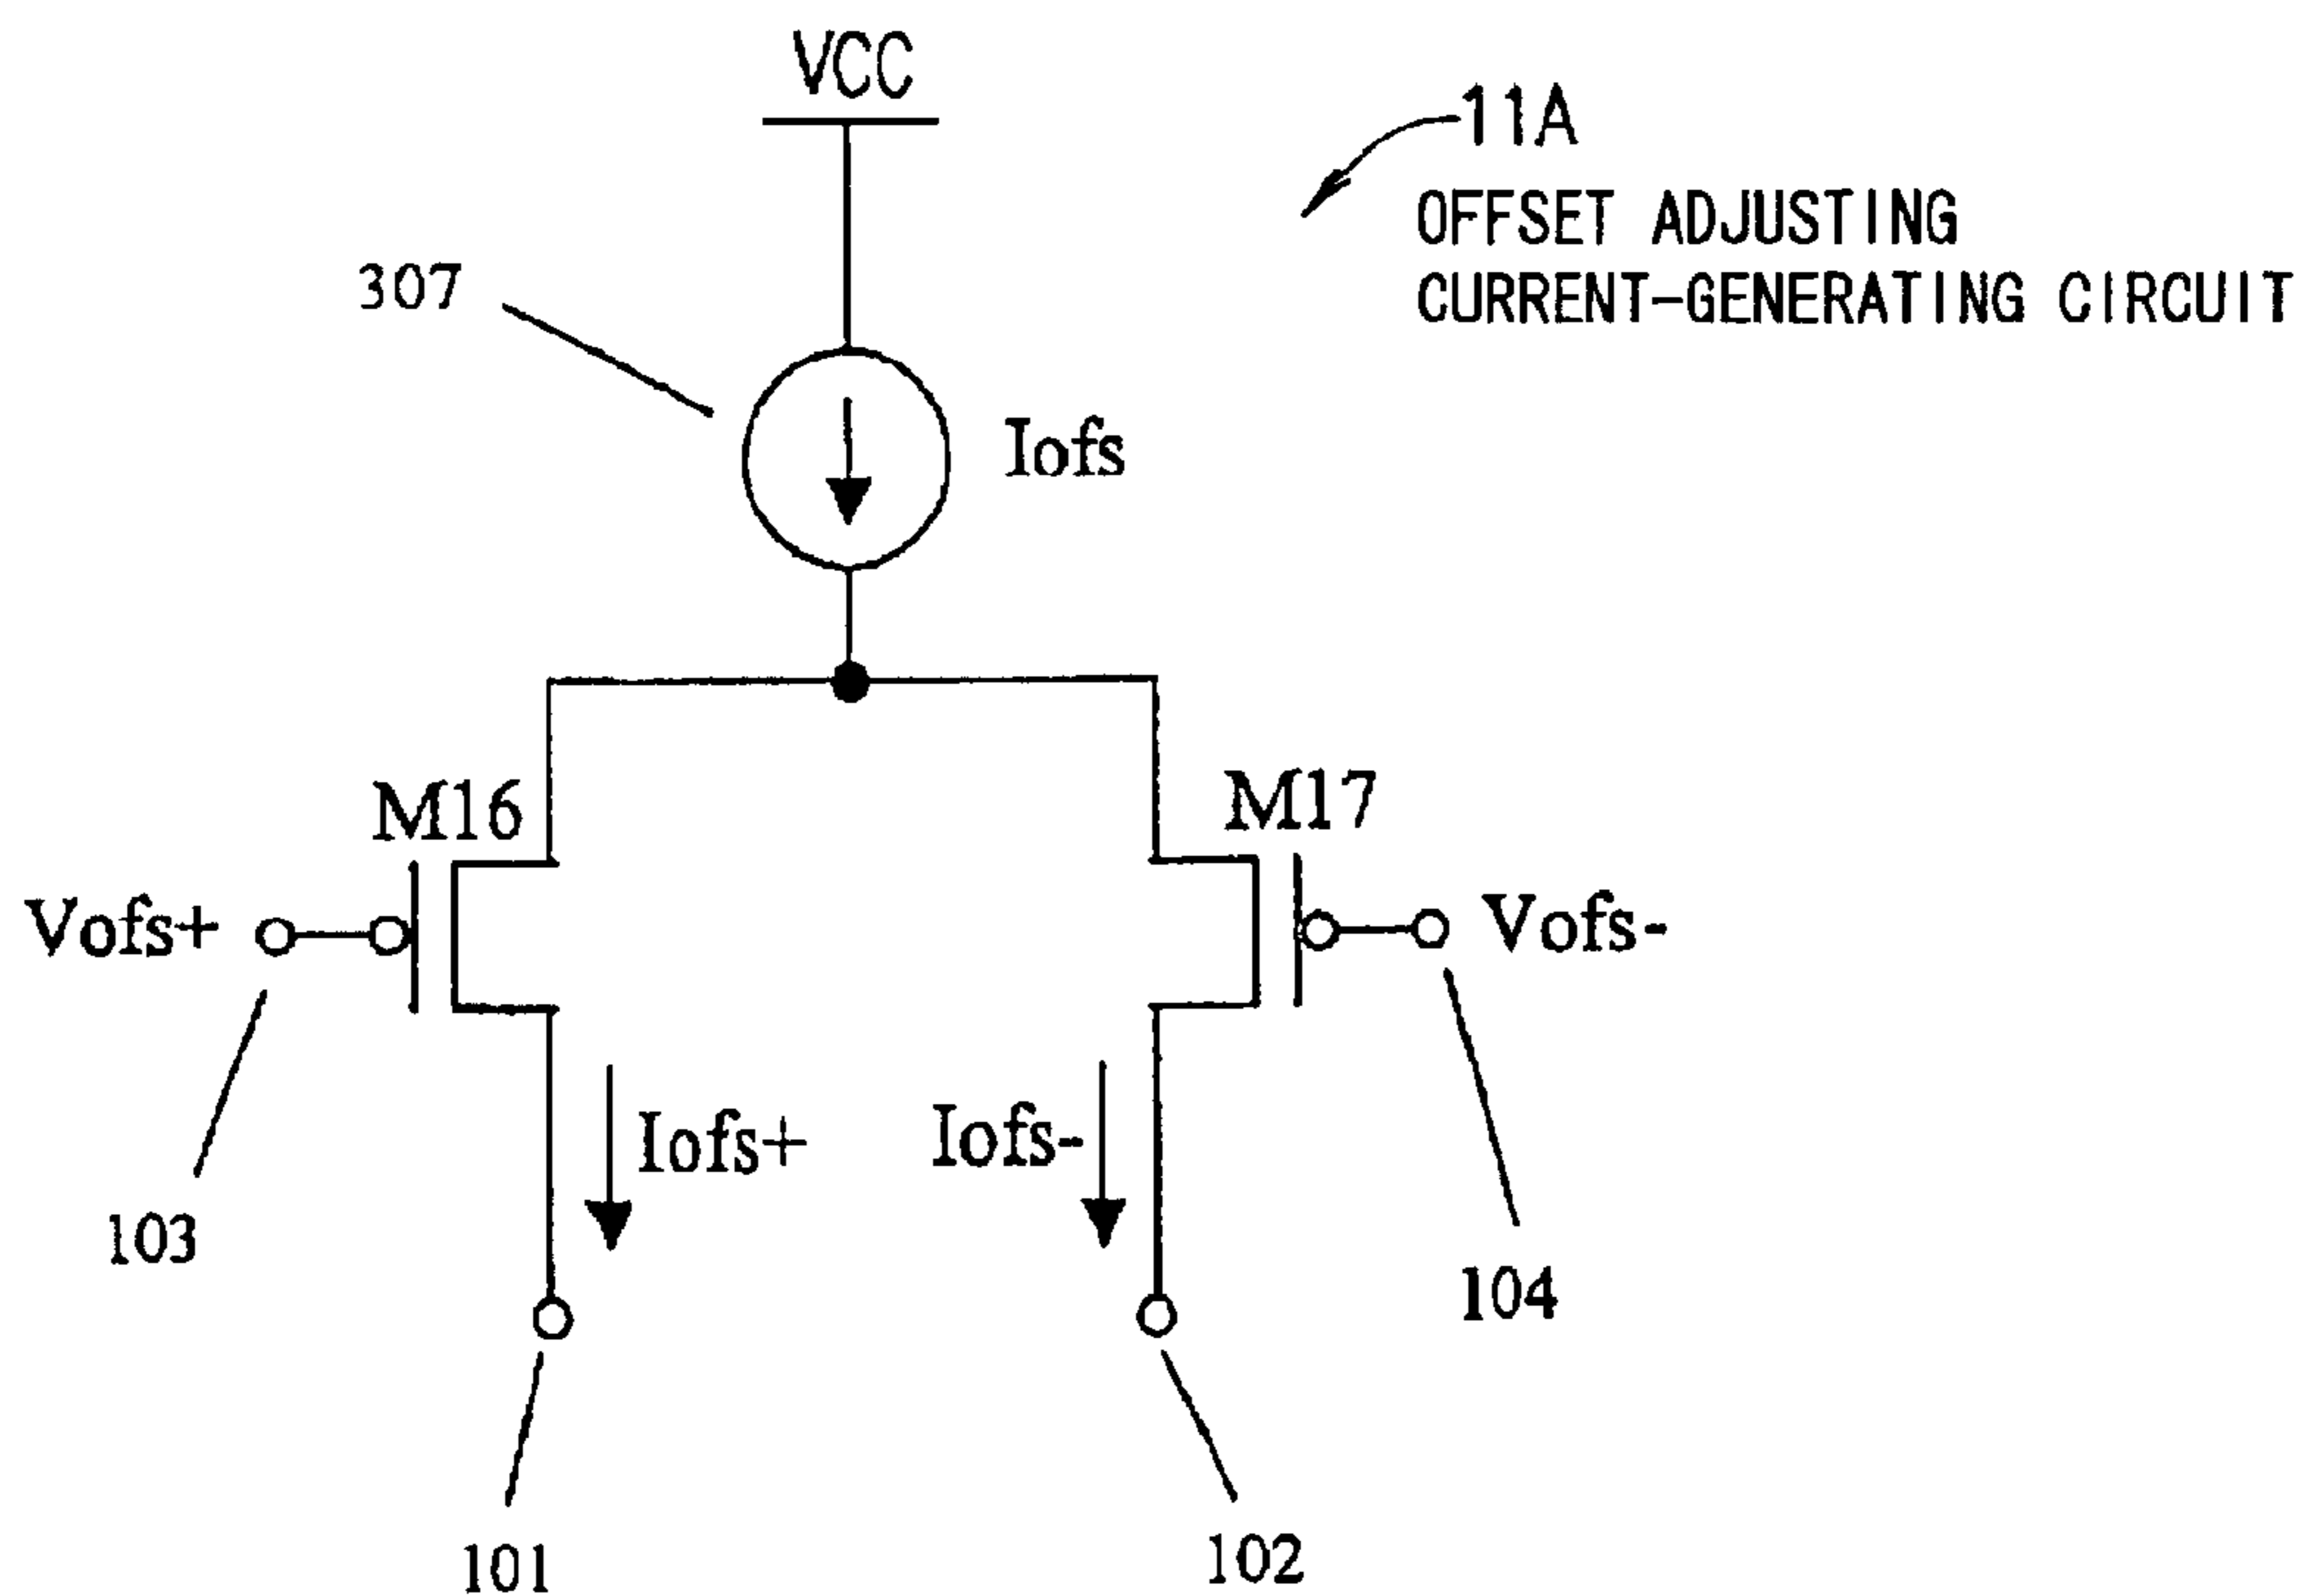 VCC
11A
OFFSET ADJUSTING
CURRENT-GENERATING CIRCUIT
307
Iofs
M16
M17
Vofs+
Vofs-
Iofs+
Iofs-
103
104
101
102